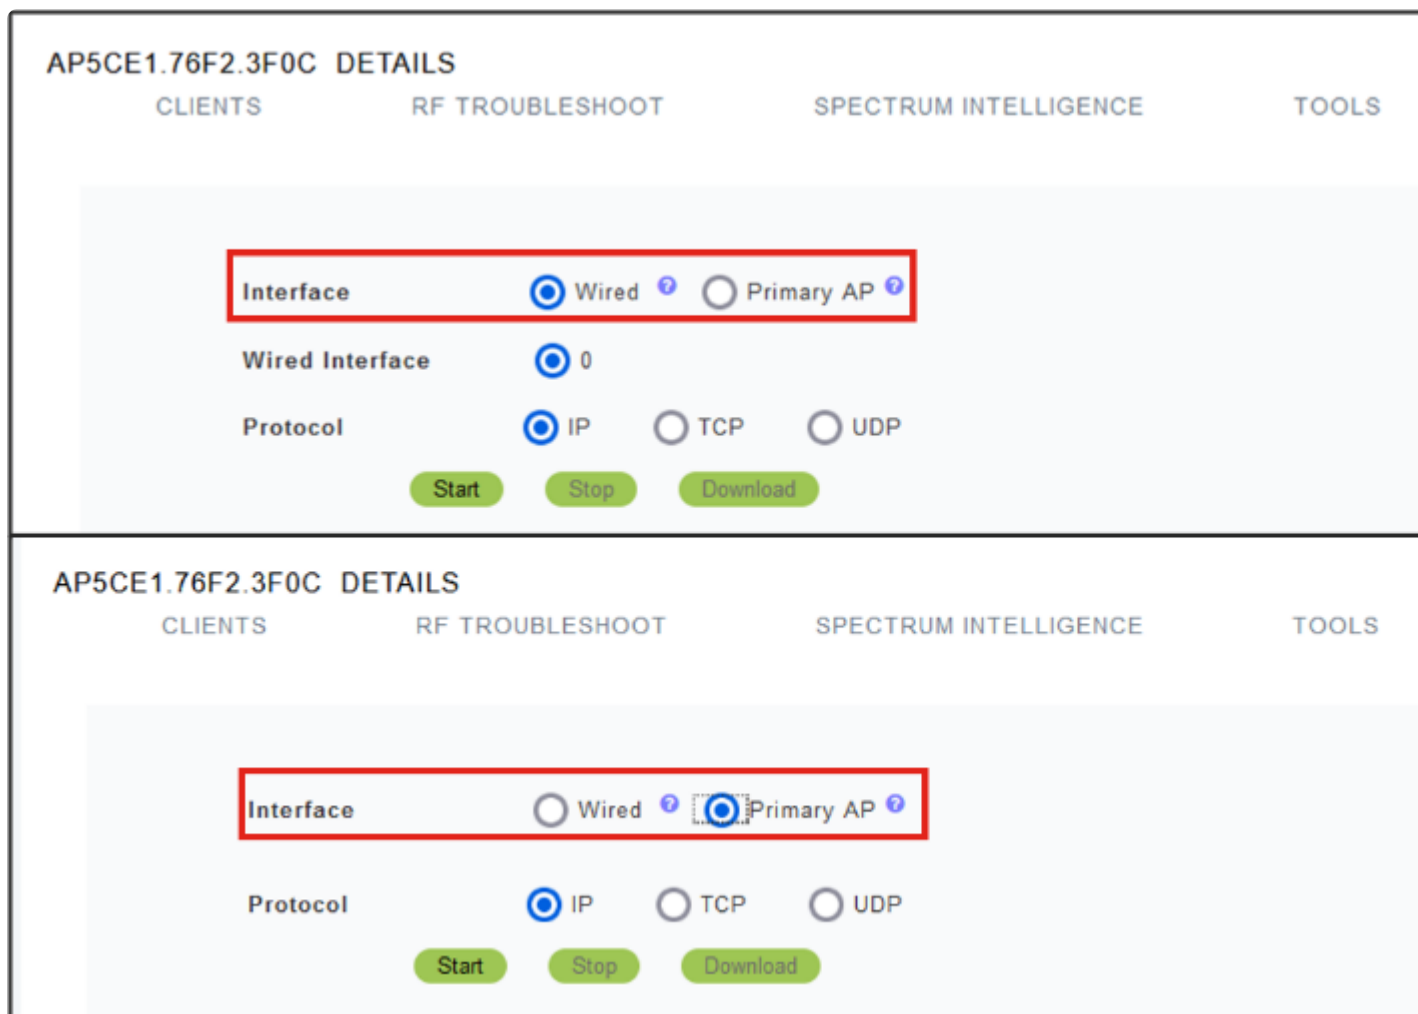 AP5CE1.76F2.3F0C DETAILS
CLIENTS RF TROUBLESHOOT SPECTRUM INTELLIGENCE TOOLS
Interface Wired ? Primary AP ?
Wired Interface 0
Protocol IP TCP UDP
Start Stop Download
AP5CE1.76F2.3F0C DETAILS
CLIENTS RF TROUBLESHOOT SPECTRUM INTELLIGENCE TOOLS
Interface Wired ? Primary AP ?
Protocol IP TCP UDP
Start Stop Download